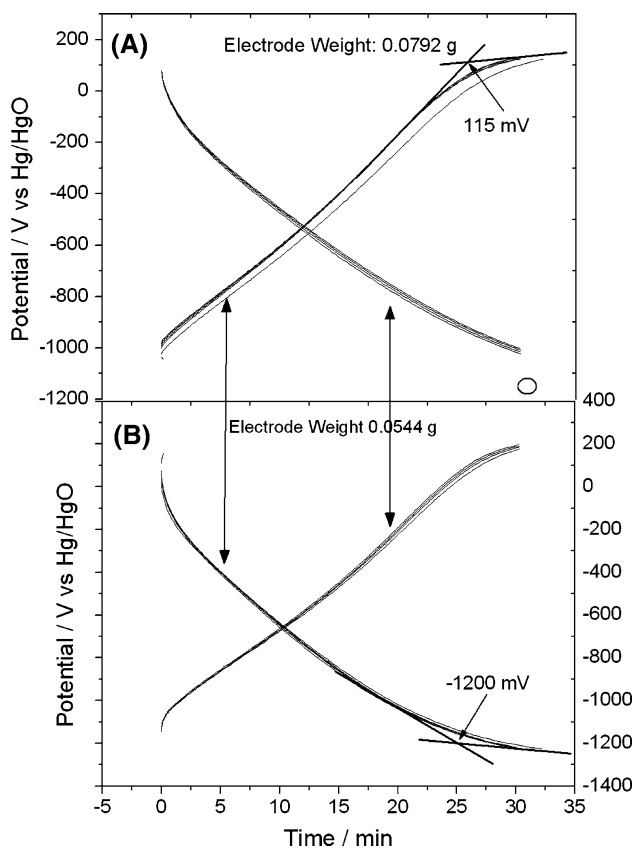 200
(A)
Electrode Weight: 0.0792 g
0
115 mV
-200
-400
-600
-800
-1000
-1200
Potential / V vs Hg/HgO
400
(B)
Electrode Weight 0.0544 g
200
0
-200
-400
-600
-800
-1200 mV
-1000
-1200
-1400
Potential / V vs Hg/HgO
-5 0 5 10 15 20 25 30 35
Time / min